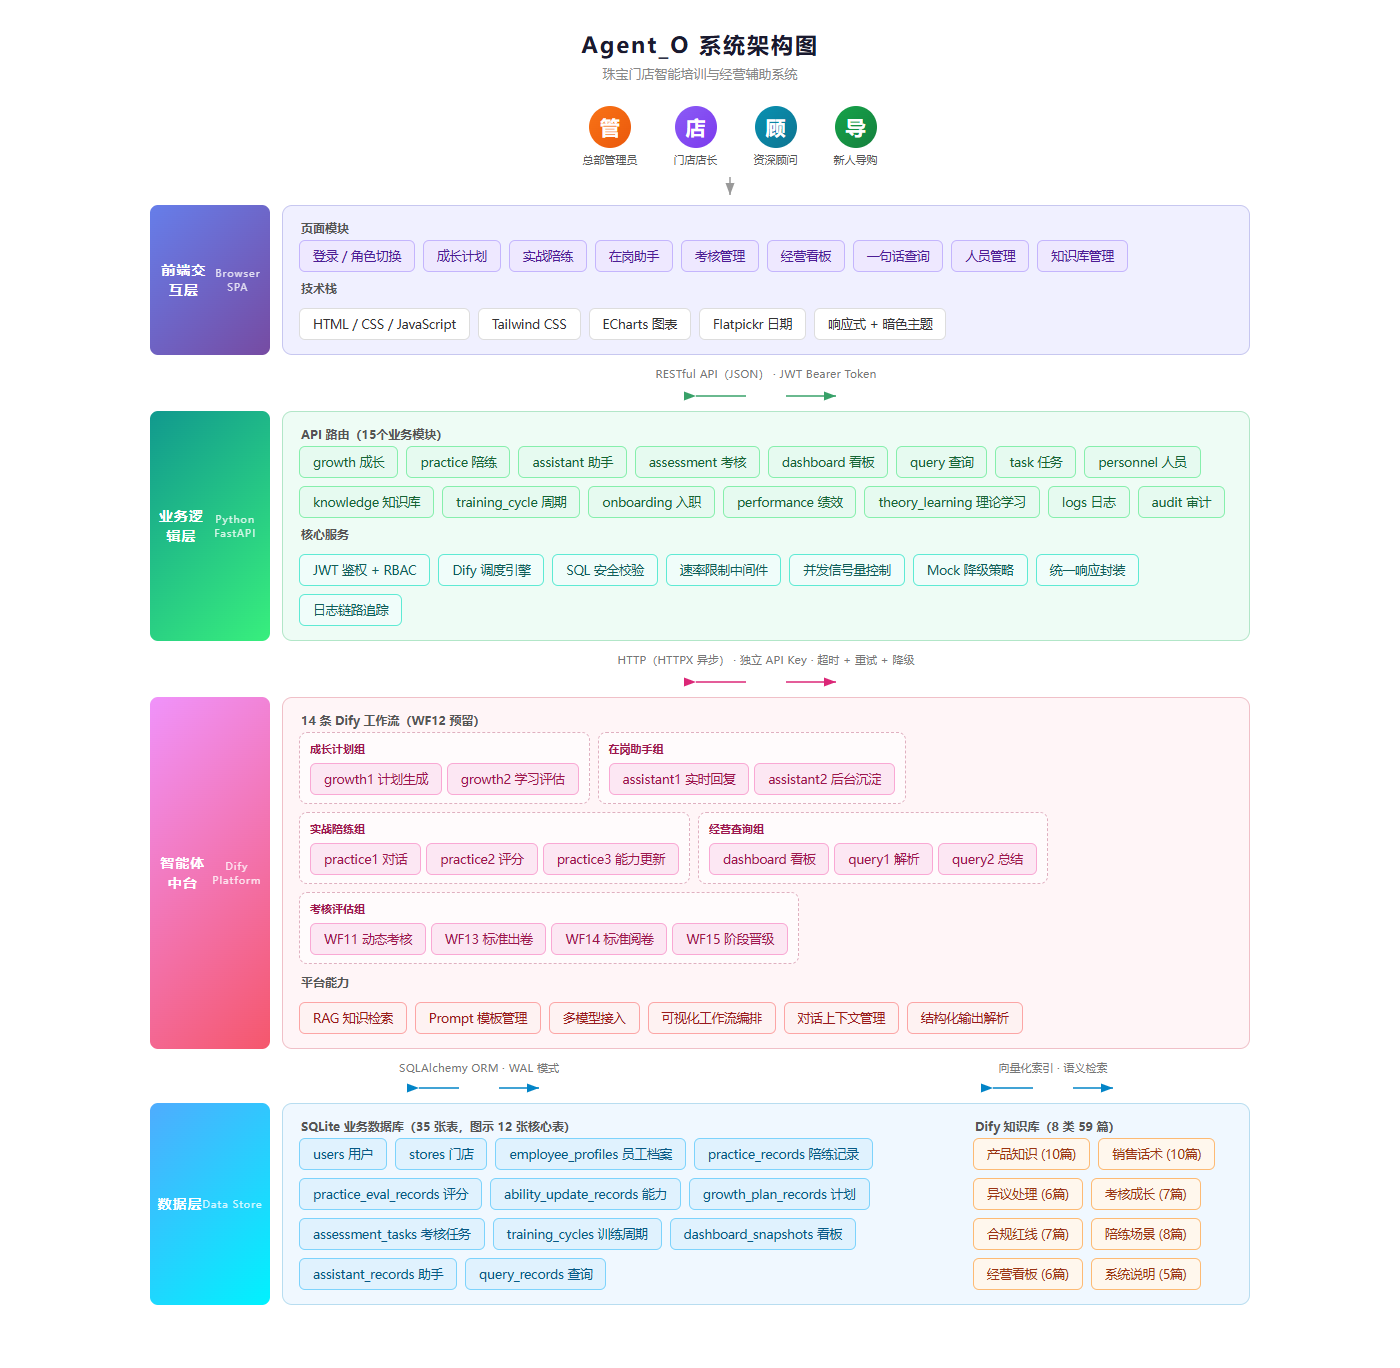 Agent_O 系统架构图
珠宝门店智能培训与经营辅助系统
管 店 顾 导
总部管理员 门店店长 资深顾问 新人导购
前端交互层 Browser SPA
页面模块
登录 / 角色切换 成长计划 实战陪练 在岗助手 考核管理 经营看板 一句话查询 人员管理 知识库管理
技术栈
HTML / CSS / JavaScript Tailwind CSS ECharts 图表 Flatpickr 日期 响应式 + 暗色主题
RESTful API（JSON） · JWT Bearer Token
业务逻辑层 Python FastAPI
API 路由（15个业务模块）
growth 成长 practice 陪练 assistant 助手 assessment 考核 dashboard 看板 query 查询 task 任务 personnel 人员
knowledge 知识库 training_cycle 周期 onboarding 入职 performance 绩效 theory_learning 理论学习 logs 日志 audit 审计
核心服务
JWT 鉴权 + RBAC Dify 调度引擎 SQL 安全校验 速率限制中间件 并发信号量控制 Mock 降级策略 统一响应封装
日志链路追踪
HTTP（HTTPX 异步） · 独立 API Key · 超时 + 重试 + 降级
智能体中台 Dify Platform
14 条 Dify 工作流（WF12 预留）
成长计划组
growth1 计划生成 growth2 学习评估
在岗助手组
assistant1 实时回复 assistant2 后台沉淀
实战陪练组
practice1 对话 practice2 评分 practice3 能力更新
经营查询组
dashboard 看板 query1 解析 query2 总结
考核评估组
WF11 动态考核 WF13 标准出卷 WF14 标准阅卷 WF15 阶段晋级
平台能力
RAG 知识检索 Prompt 模板管理 多模型接入 可视化工作流编排 对话上下文管理 结构化输出解析
SQLAlchemy ORM · WAL 模式
向量化索引 · 语义检索
数据层 Data Store
SQLite 业务数据库（35 张表，图示 12 张核心表）
users 用户 stores 门店 employee_profiles 员工档案 practice_records 陪练记录
practice_eval_records 评分 ability_update_records 能力 growth_plan_records 计划
assessment_tasks 考核任务 training_cycles 训练周期 dashboard_snapshots 看板
assistant_records 助手 query_records 查询
Dify 知识库（8 类 59 篇）
产品知识 (10篇) 销售话术 (10篇)
异议处理 (6篇) 考核成长 (7篇)
合规红线 (7篇) 陪练场景 (8篇)
经营看板 (6篇) 系统说明 (5篇)